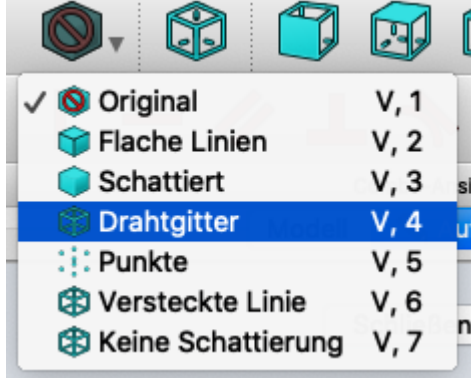 Original V, 1
Flache Linien V, 2
Schattiert V, 3
Drahtgitter V, 4
Punkte V, 5
Versteckte Linie V, 6
Keine Schattierung V, 7